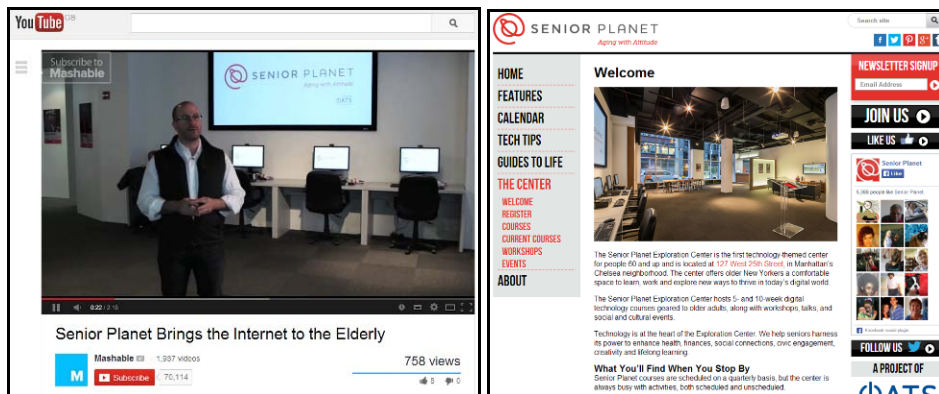 YouTube GB
Subscribe to
Mashable
SENIOR PLANET
Aging with Attitude
OATS
0:22 / 2:15
Senior Planet Brings the Internet to the Elderly
Mashable
1,987 videos
M
Subscribe
70,114
758 views
8
0
SENIOR PLANET
Aging with Attitude
Search site
HOME
FEATURES
CALENDAR
TECH TIPS
GUIDES TO LIFE
THE CENTER
WELCOME
REGISTER
COURSES
CURRENT COURSES
WORKSHOPS
EVENTS
ABOUT
Welcome
The Senior Planet Exploration Center is the first technology-themed center
for people 60 and up and is located at 127 West 25th Street, in Manhattan's
Chelsea neighborhood. The center offers older New Yorkers a comfortable
space to learn, work and explore new ways to thrive in today's digital world.
The Senior Planet Exploration Center hosts 5- and 10-week digital
technology courses geared to older adults, along with workshops, talks, and
social and cultural events.
Technology is at the heart of the Exploration Center. We help seniors harness
its power to enhance health, finances, social connections, civic engagement,
creativity and lifelong learning.
What You'll Find When You Stop By
Senior Planet courses are scheduled on a quarterly basis, but the center is
always busy with activities, both scheduled and unscheduled.
NEWSLETTER SIGNUP
Email Address
JOIN US
LIKE US
Senior Planet
Like
people like Senior Planet.
Facebook social plugin
FOLLOW US
A PROJECT OF
OATS